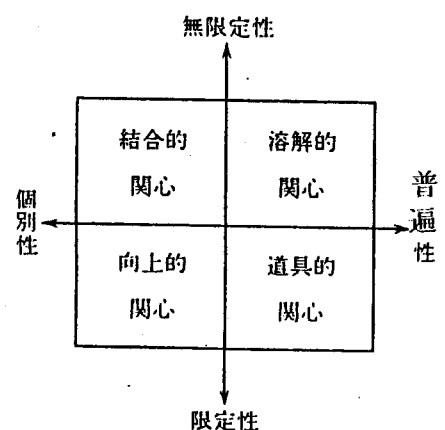 無限定性
結合的 溶解的
関心 関心
個別性 普遍性
向上的 道具的
関心 関心
限定性